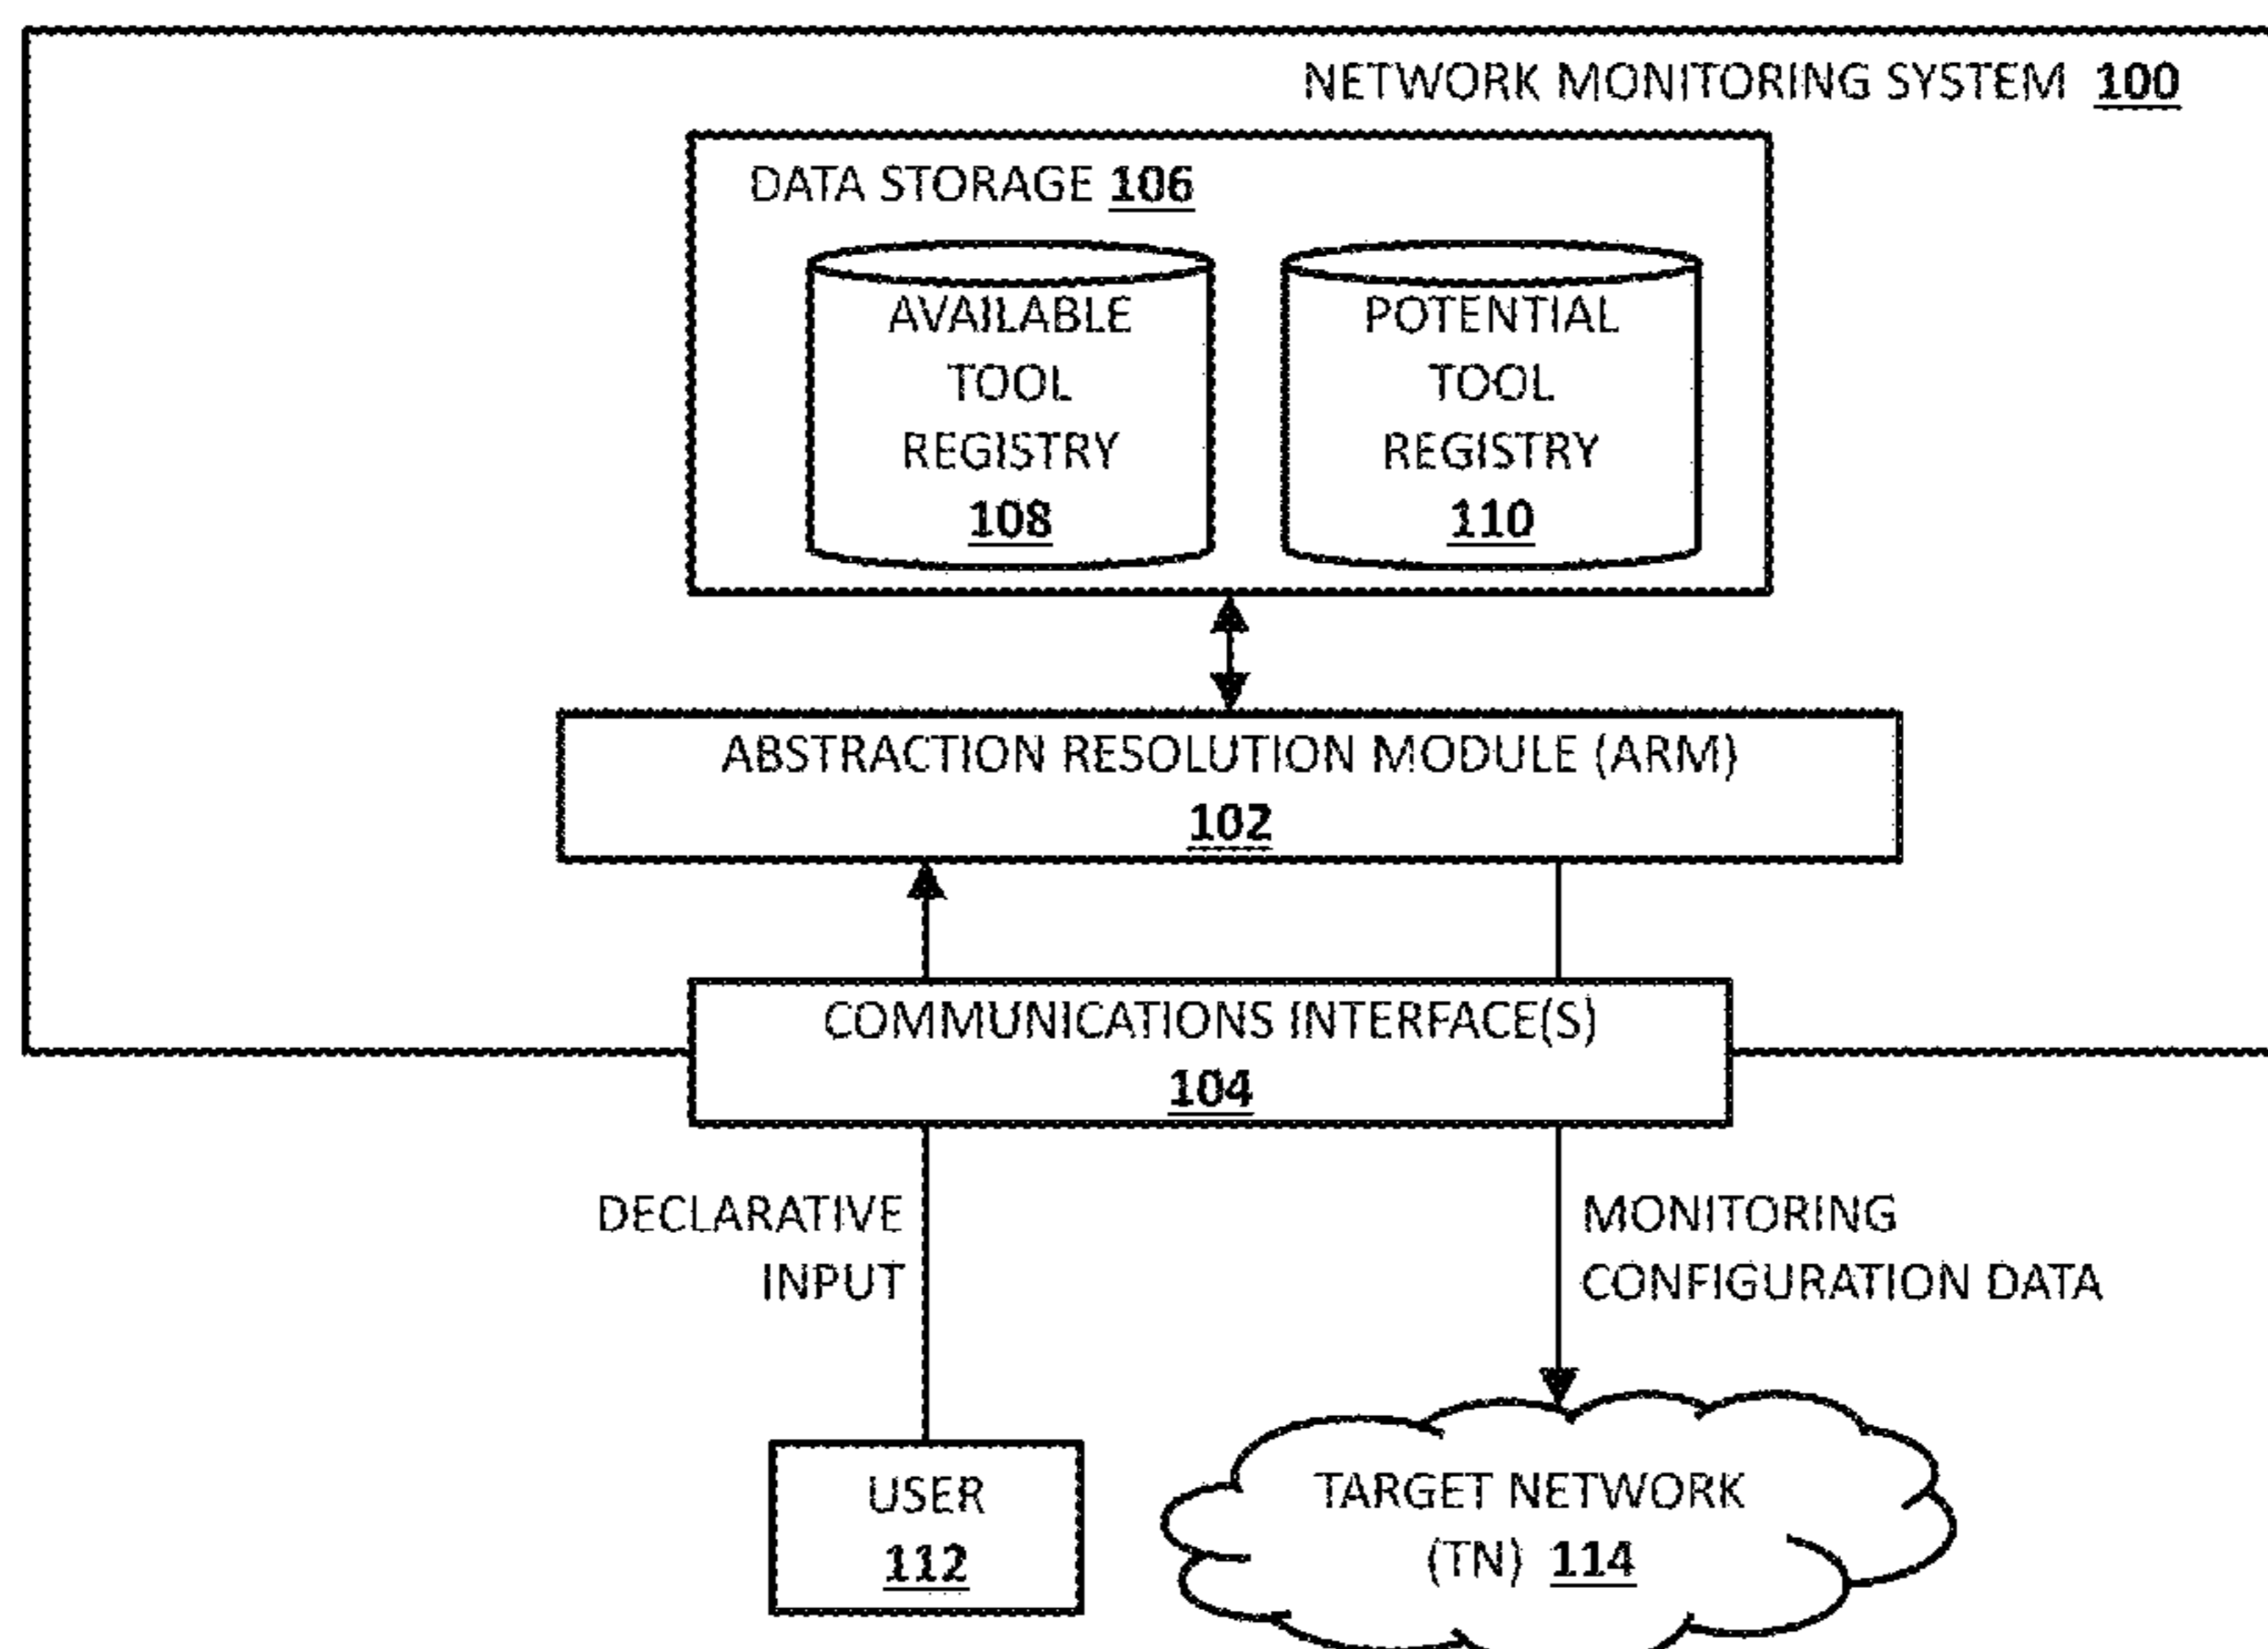 NETWORK MONITORING SYSTEM 100
DATA STORAGE 106
AVAILABLE
TOOL
REGISTRY
108
POTENTIAL
TOOL
REGISTRY
110
ABSTRACTION RESOLUTION MODULE (ARM)
102
COMMUNICATIONS INTERFACE(S)
104
DECLARATIVE
INPUT
MONITORING
CONFIGURATION DATA
USER
112
TARGET NETWORK
(TN) 114